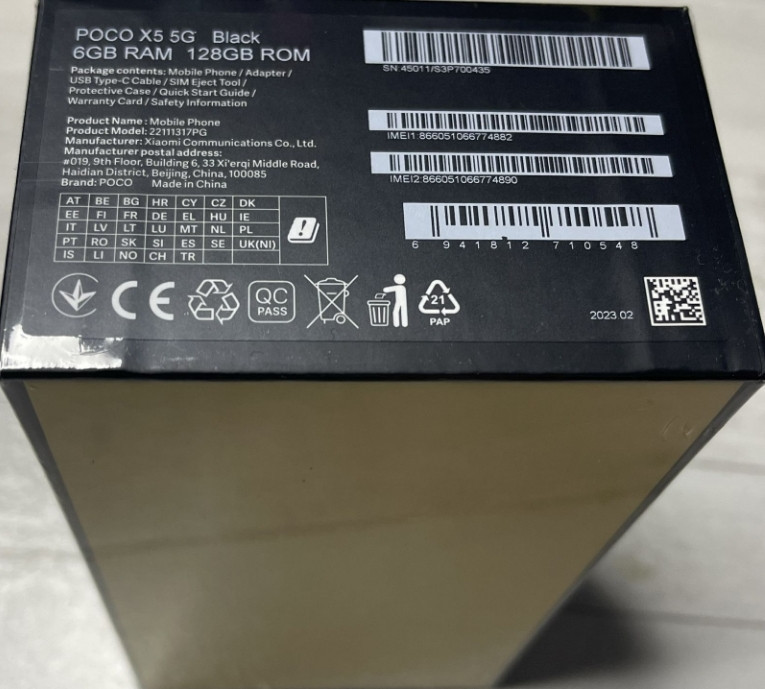 POCO X5 5G Black
6GB RAM 128GB ROM
Package contents: Mobile Phone / Adapter /
USB Type-C Cable / SIM Eject Tool /
Protective Case / Quick Start Guide /
Warranty Card / Safety Information
Product Name : Mobile Phone
Product Model: 22111317PG
Manufacturer: Xiaomi Communications Co., Ltd.
Manufacturer postal address:
#019, 9th Floor, Building 6, 33 Xi'erqi Middle Road,
Haidian District, Beijing, China, 100085
Brand: POCO Made in China
AT BE BG HR CY CZ DK
EE FI FR DE EL HU IE
IT LV LT LU MT NL PL
PT RO SK SI ES SE UK(NI)
IS LI NO CH TR
SN:45011/S3P700435
IMEI1:866051066774882
IMEI2:866051066774890
6 941812 710548
CE
QC
PASS
21
PAP
2023.02